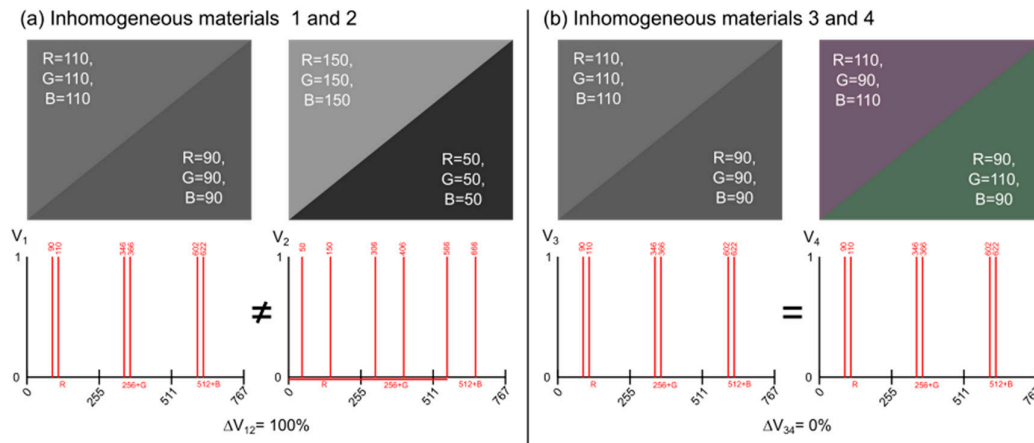 (a) Inhomogeneous materials 1 and 2
R=110,
G=110,
B=110
R=90,
G=90,
B=90
R=150,
G=150,
B=150
R=50,
G=50,
B=50
V1
1
0
90
110
346
366
602
622
R
256+G
512+B
0
255
511
767
≠
V2
1
0
50
150
306
406
566
666
R
256+G
512+B
0
255
511
767
ΔV12= 100%
(b) Inhomogeneous materials 3 and 4
R=110,
G=110,
B=110
R=90,
G=90,
B=90
R=110,
G=90,
B=110
R=90,
G=110,
B=90
V3
1
0
90
110
346
366
602
622
R
256+G
512+B
0
255
511
767
=
V4
1
0
90
110
346
366
602
622
R
256+G
512+B
0
255
511
767
ΔV34= 0%